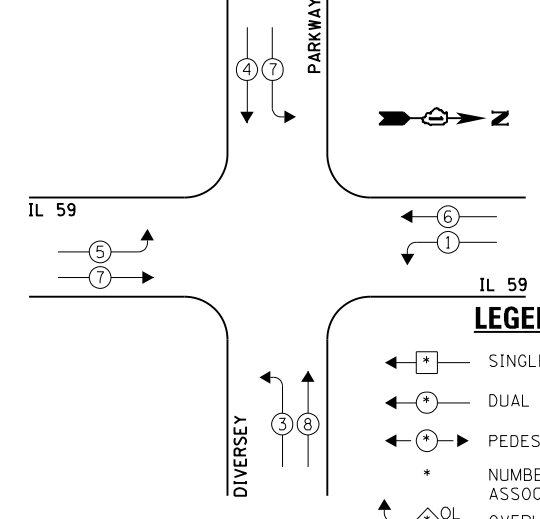 PARKWAY
4 7
N
IL 59
6
5
1
7
IL 59
LEGE
* SINGL
* DUAL
* PEDES
3 8
DIVERSEY
* NUMBE
ASSOC
OL